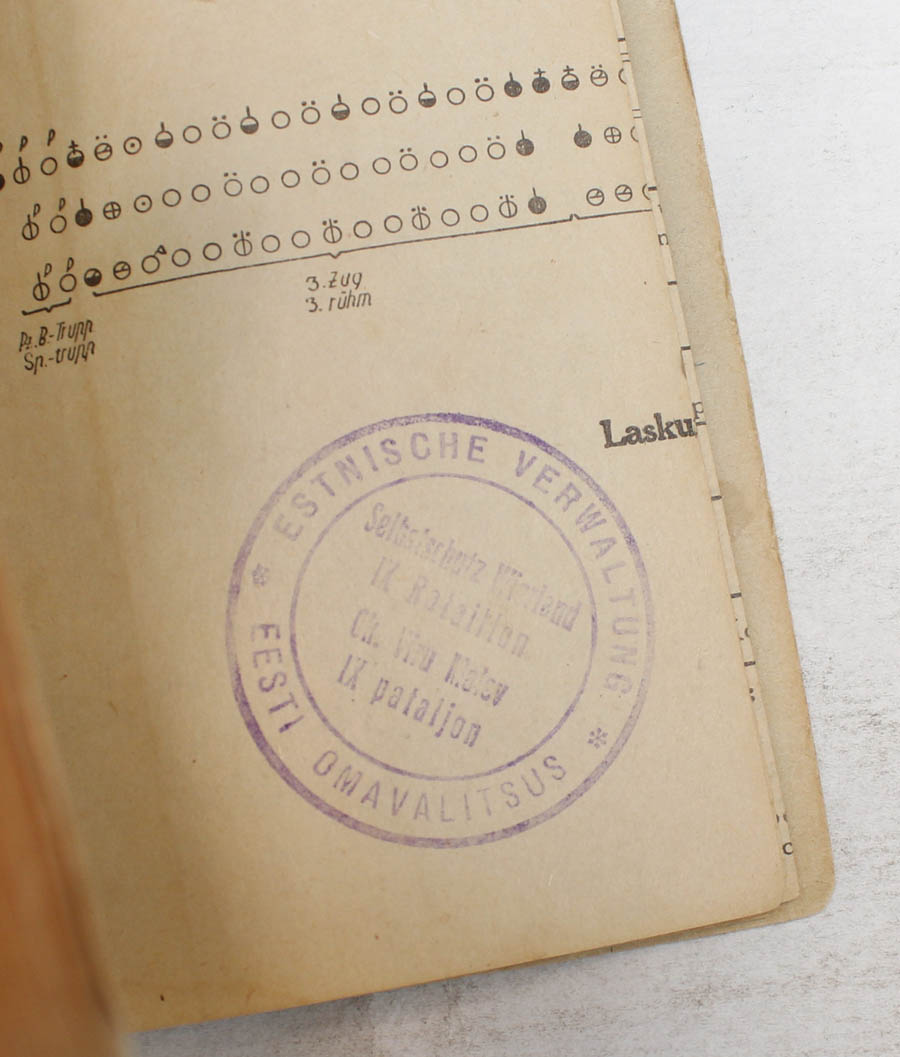 3. Zug
3. rühm
Pz.B-Trupp
Sp.-trupp
Lasku
ESTNISCHE VERWALTUNG
Selbstschutz Wierland
IX Bataillon
Ch. Viru Malev
IX pataljon
EESTI OMAVALITSUS